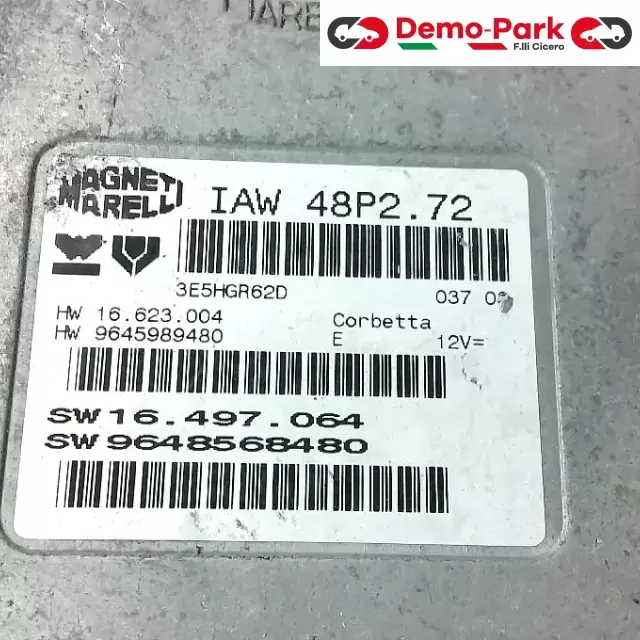 Demo-Park
F.lli Cicero
MAGNETI
MARELLI
IAW 48P2.72
3E5HGR62D
037
HW 16.623.004
Corbetta
HW 9645989480
E
12V=
SW 16.497.064
SW 9648568480